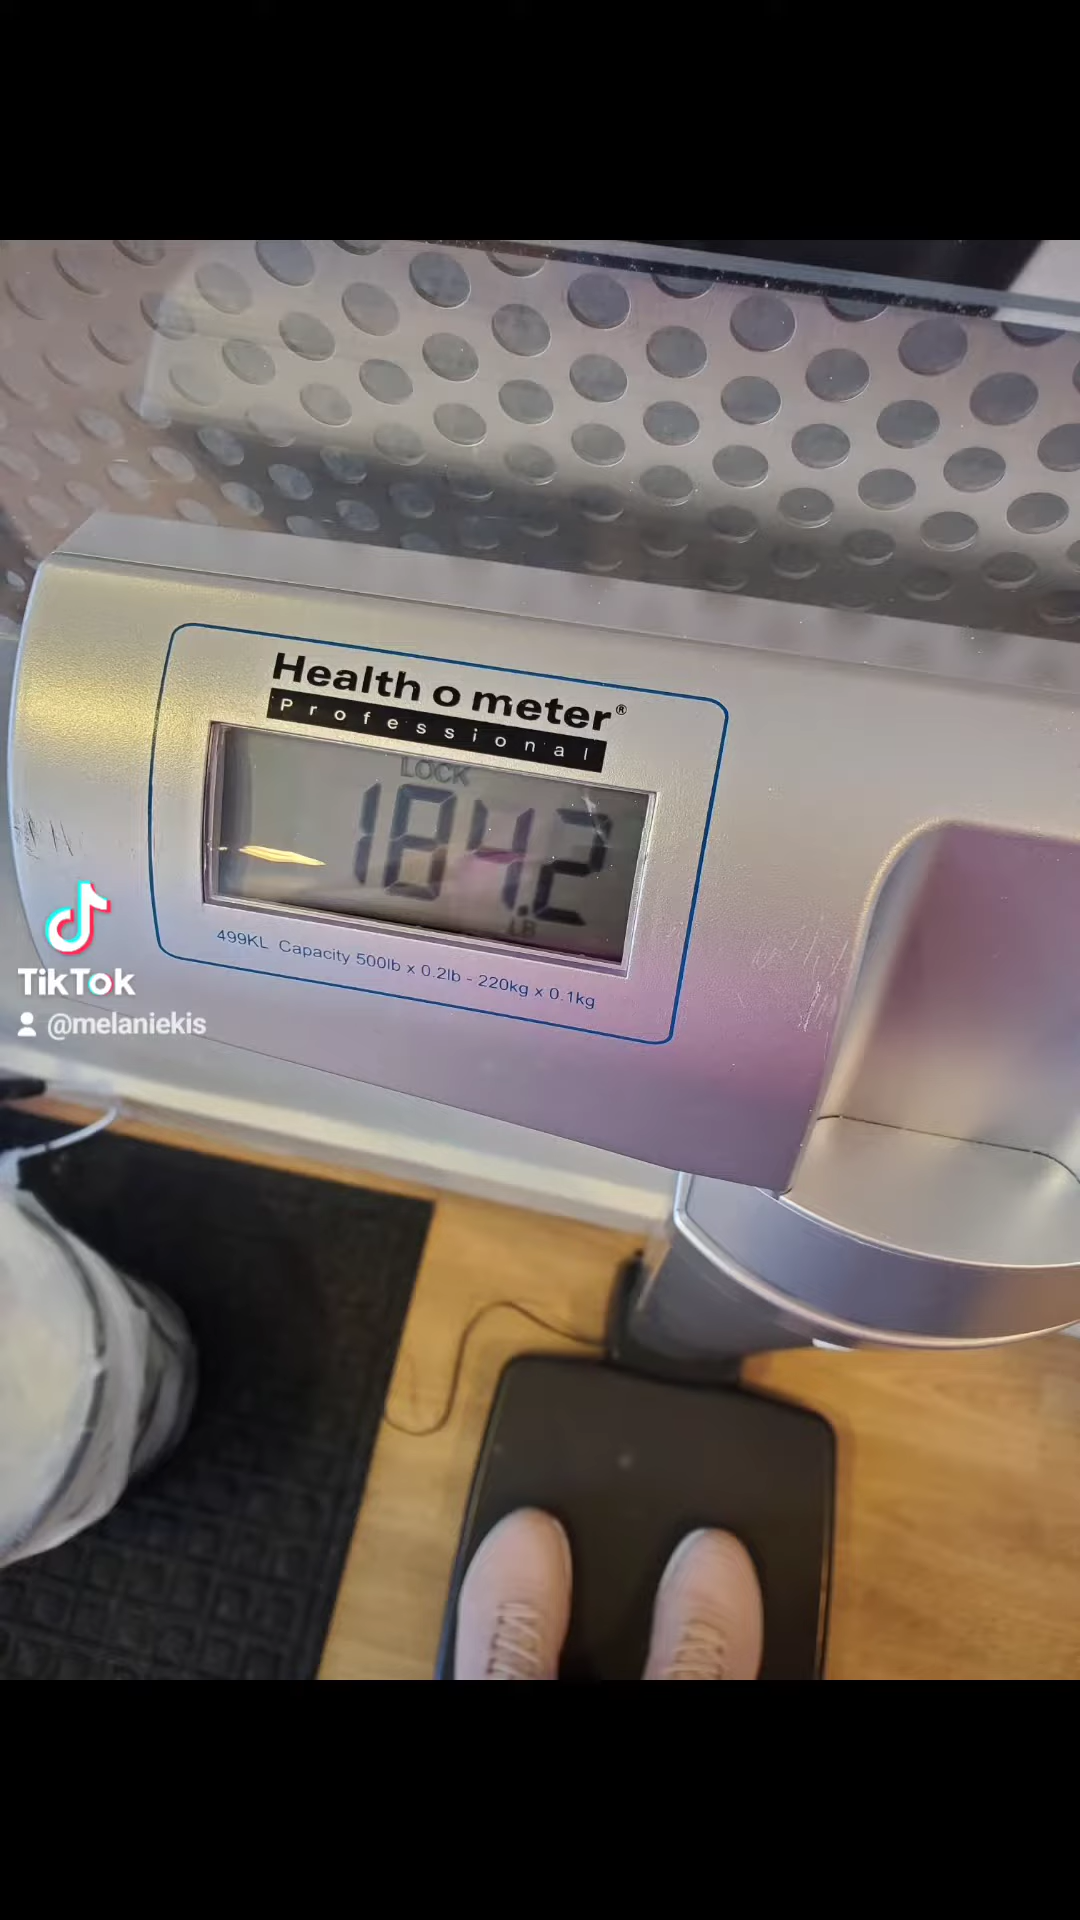 Health o meter®
Professional
LOCK
184.2
LB
499KL Capacity 500lb x 0.2lb - 220kg x 0.1kg
TikTok
@melaniekis